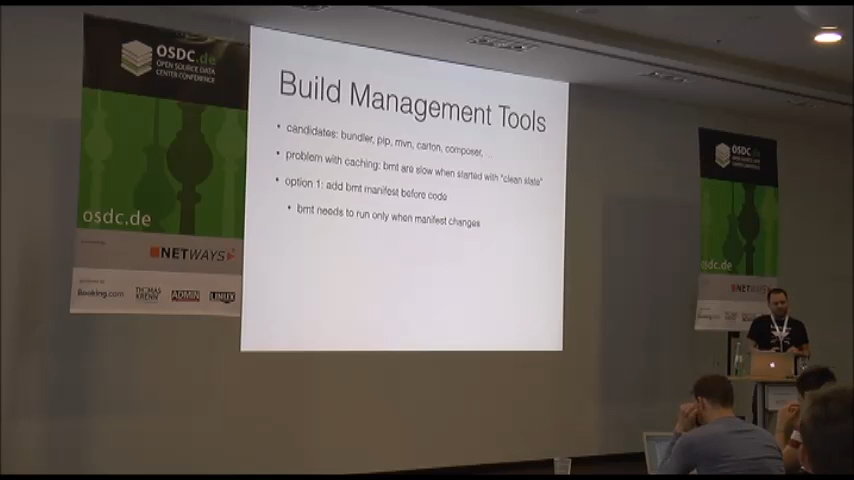 OSDC.de
OPEN SOURCE DATA
CENTER CONFERENCE
osdc.de
NETWAYS
Booking.com
THOMAS
KRENN
ADMIN
LINUX
Build Management Tools
• candidates: bundler, pip, mvn, carton, composer, ...
• problem with caching: bmt are slow when started with "clean slate"
• option 1: add bmt manifest before code
• bmt needs to run only when manifest changes
OSDC.de
osdc.de
NETWAYS